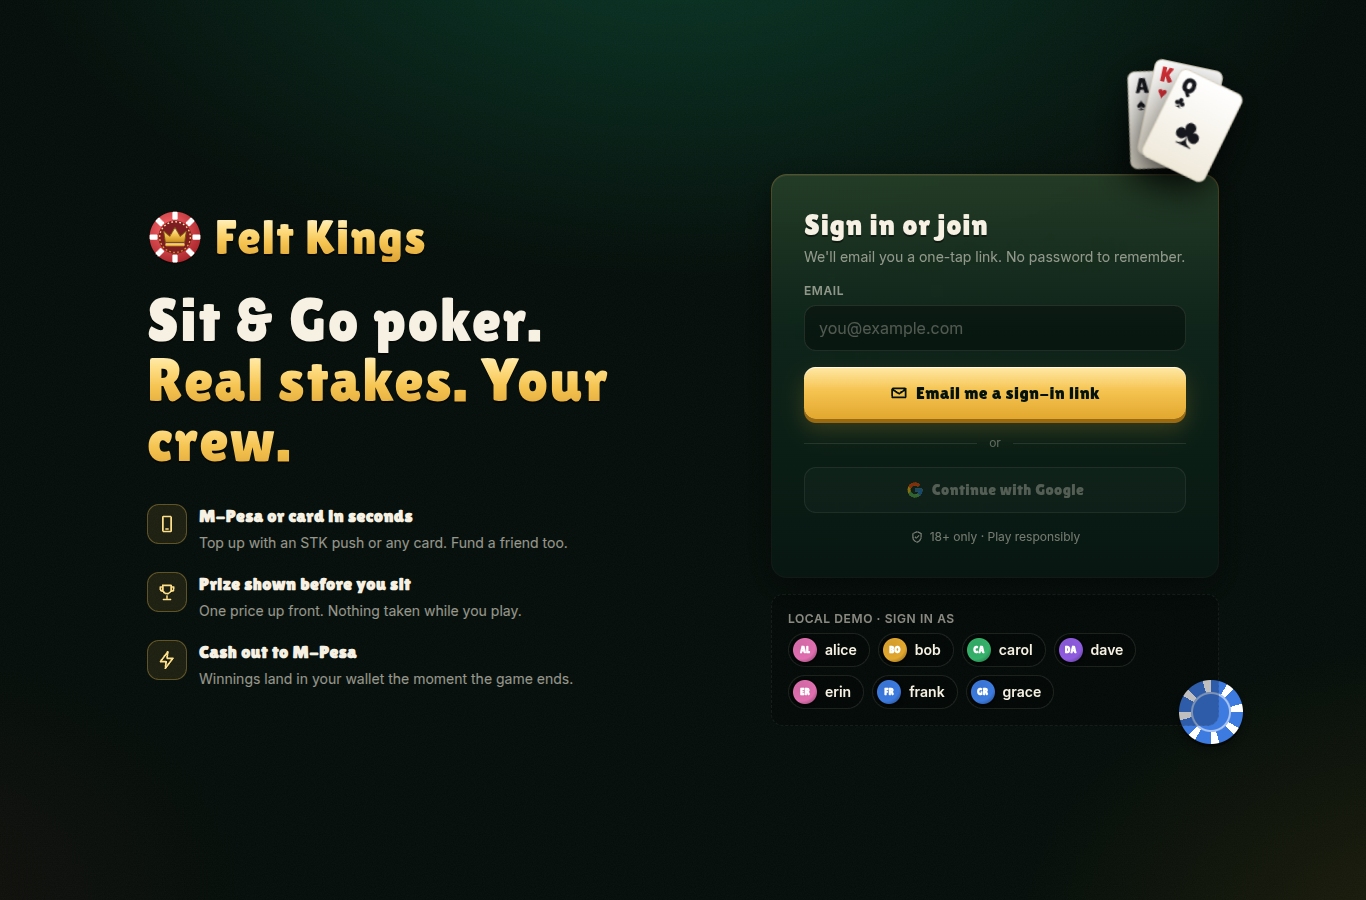 Felt Kings
Sit & Go poker.
Real stakes. Your
crew.
M-Pesa or card in seconds
Top up with an STK push or any card. Fund a friend too.
Prize shown before you sit
One price up front. Nothing taken while you play.
Cash out to M-Pesa
Winnings land in your wallet the moment the game ends.
A
K
Q
Sign in or join
We'll email you a one-tap link. No password to remember.
EMAIL
you@example.com
Email me a sign-in link
or
Continue with Google
18+ only · Play responsibly
LOCAL DEMO · SIGN IN AS
AL alice BO bob CA carol DA dave
ER erin FR frank GR grace